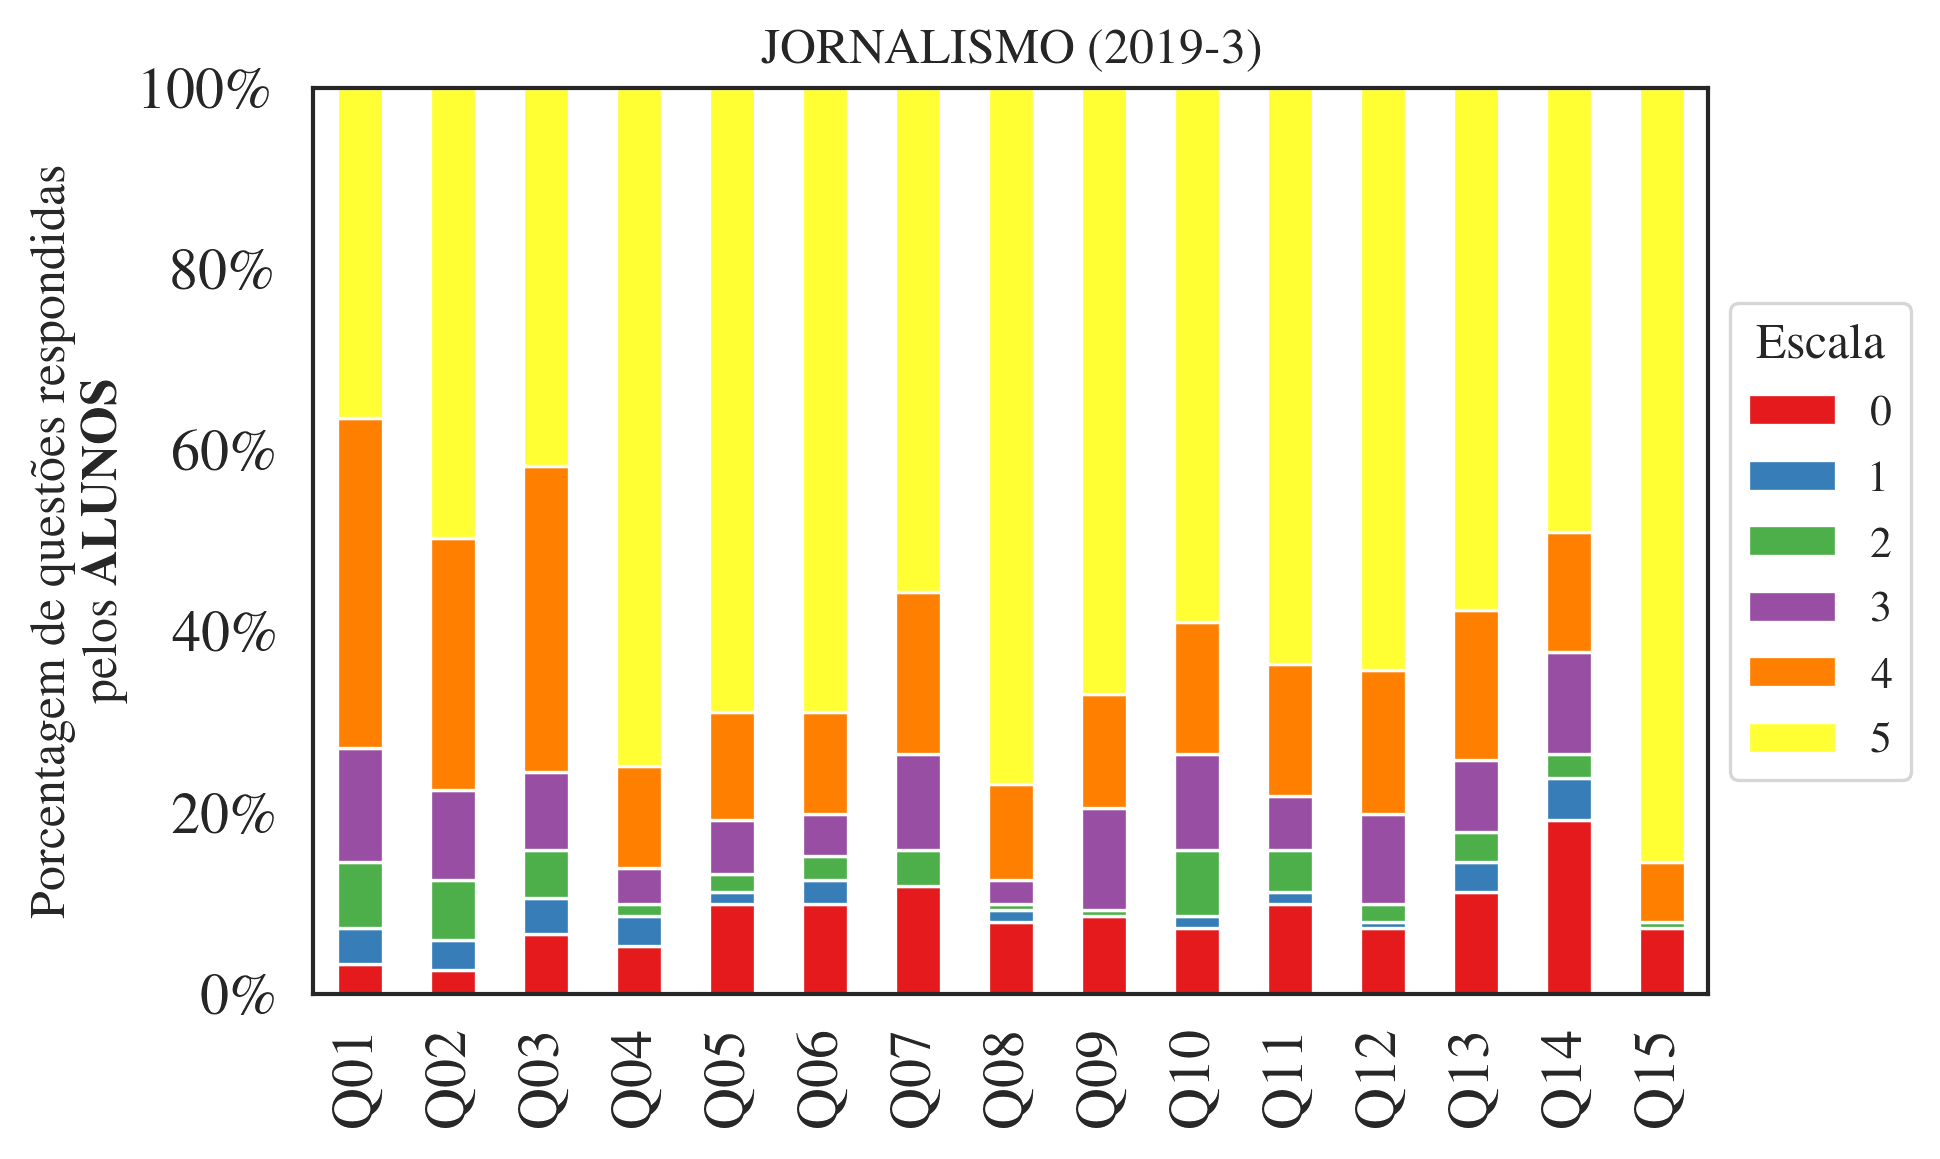 JORNALISMO (2019-3)
Porcentagem de questões respondidas
pelos ALUNOS
100%
80%
60%
40%
20%
0%
Q01
Q02
Q03
Q04
Q05
Q06
Q07
Q08
Q09
Q10
Q11
Q12
Q13
Q14
Q15
Escala
0
1
2
3
4
5